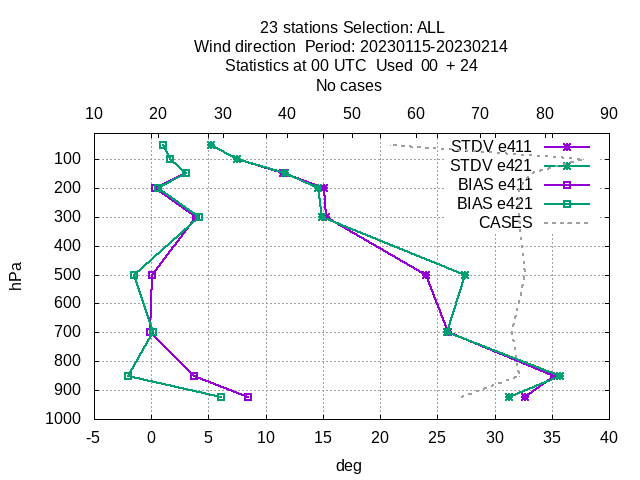 23 stations Selection: ALL
Wind direction  Period: 20230115-20230214
Statistics at 00 UTC  Used  00  + 24
No cases
10 20 30 40 50 60 70 80 90
STDV e411
STDV e421
BIAS e411
BIAS e421
CASES
100
200
300
400
500
600
700
800
900
1000
hPa
-5 0 5 10 15 20 25 30 35 40
deg